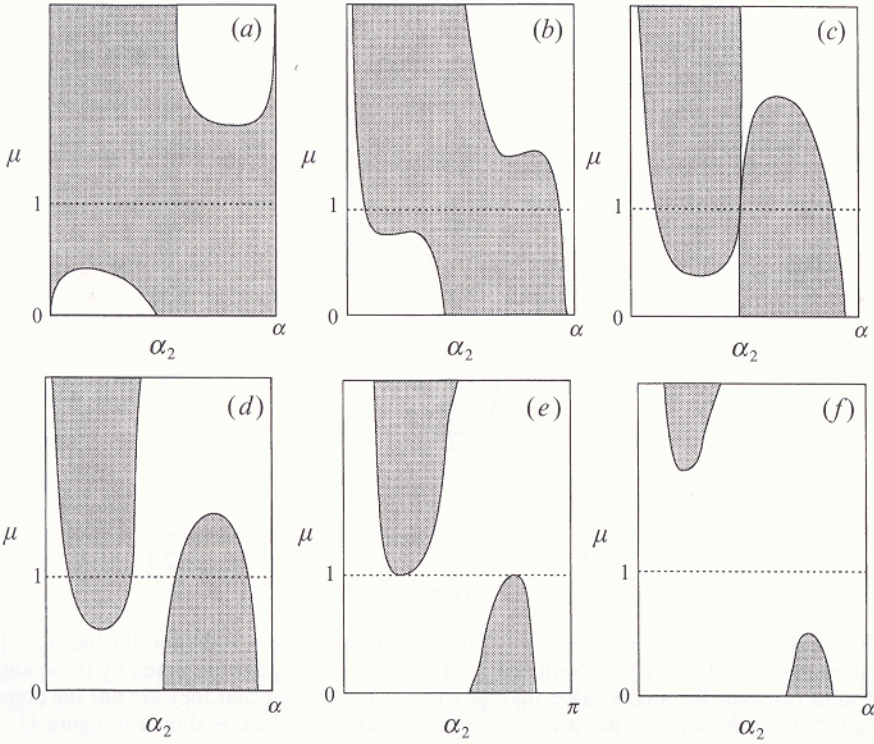 (a) (b) (c)
μ μ μ
1 1 1
0 0 0
α α α
α₂ α₂ α₂
(d) (e) (f)
μ μ μ
1 1 1
0 0 0
α π α
α₂ α₂ α₂